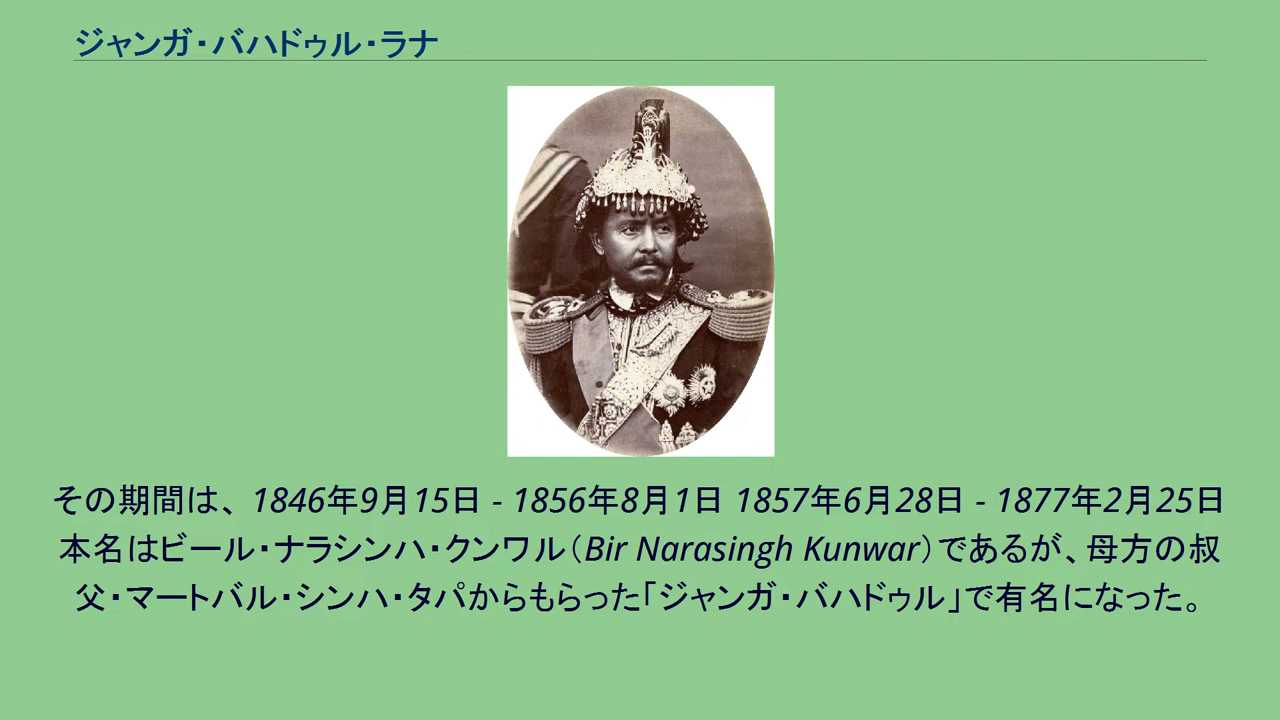 ジャンガ・バハドゥル・ラナ
その期間は、1846年9月15日 - 1856年8月1日 1857年6月28日 - 1877年2月25日
本名はビール・ナラシンハ・クンワル（Bir Narasingh Kunwar）であるが、母方の叔
父・マートバル・シンハ・タパからもらった「ジャンガ・バハドゥル」で有名になった。